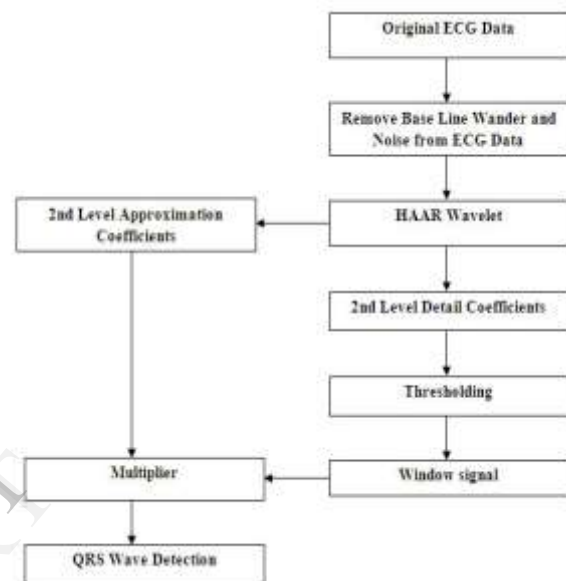 Original ECG Data
Remove Base Line Wander and
Noise from ECG Data
HAAR Wavelet
2nd Level Approximation
Coefficients
2nd Level Detail Coefficients
Thresholding
Window signal
Multiplier
QRS Wave Detection